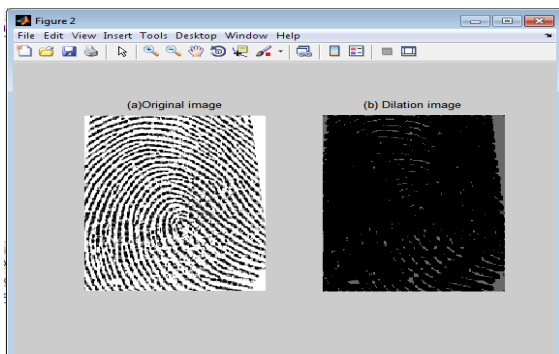 Figure 2
File Edit View Insert Tools Desktop Window Help
(a)Original image (b) Dilation image